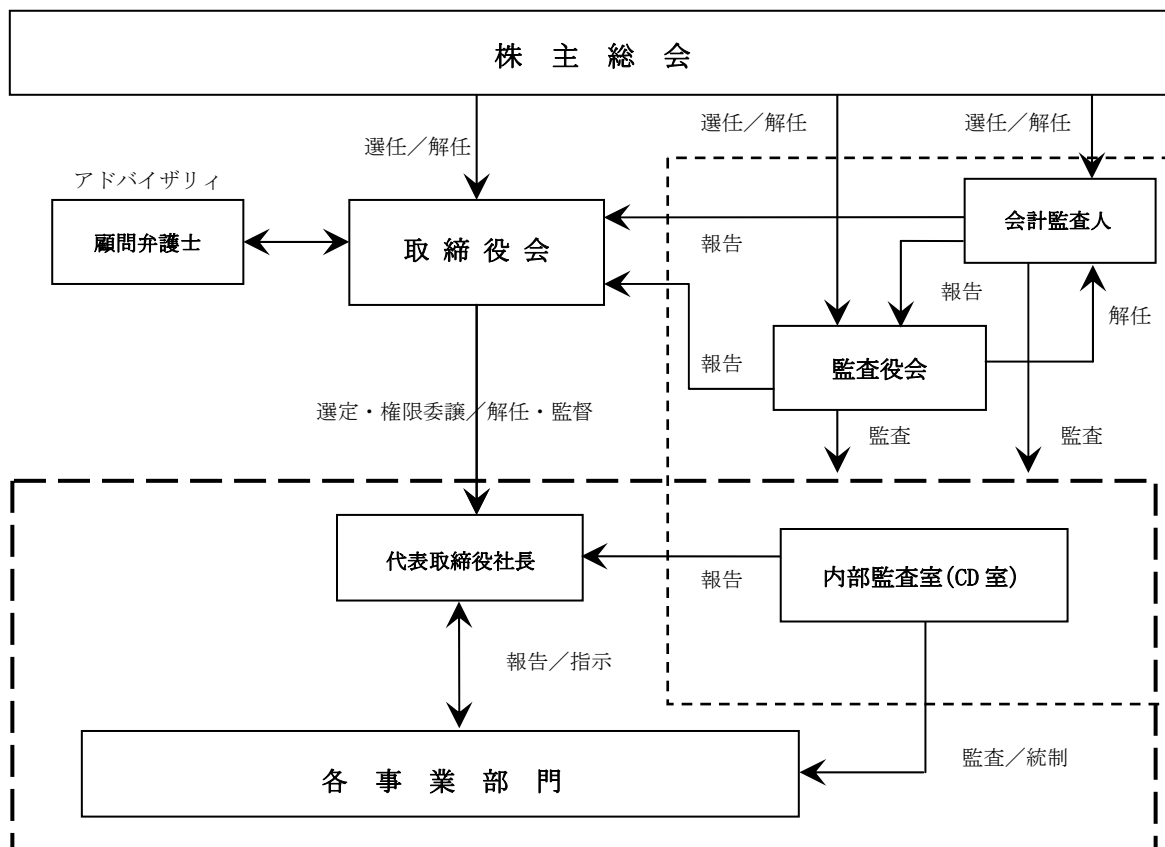 株 主 総 会
選任／解任
選任／解任
選任／解任
アドバイザリィ
顧問弁護士
取 締 役 会
会計監査人
報告
報告
解任
監査役会
報告
選定・権限委譲／解任・監督
監査
監査
代表取締役社長
内部監査室(CD 室)
報告
報告／指示
監査／統制
各 事 業 部 門